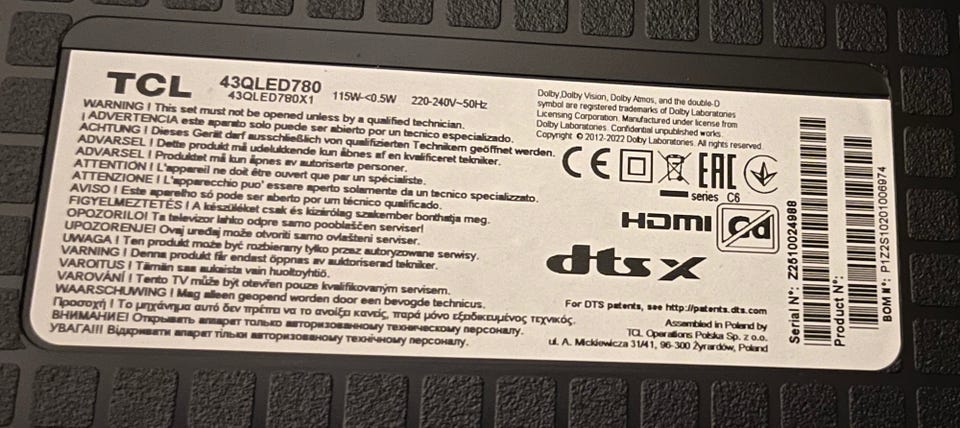 TCL
43QLED780
43QLED780X1
115W-<0.5W
220-240V~50Hz
WARNING ! This set must not be opened unless by a qualified technician.
¡ ADVERTENCIA este aparato solo puede ser abierto por un tecnico especializado.
ACHTUNG ! Dieses Gerät darf ausschließlich von qualifizierten Technikern geöffnet werden.
ADVARSEL ! Dette produkt må udelukkende kun åbnes af en kvalificeret tekniker.
ADVARSEL ! Produktet må kun åpnes av autoriserte personer.
ATTENTION ! L'appareil ne doit être ouvert que par un spécialiste.
ATTENZIONE ! L'apparecchio puo' essere aperto solamente da un tecnico specializzato.
AVISO ! Este aparelho só pode ser aberto por um técnico qualificado.
FIGYELMEZTETÉS ! A készüléket csak és kizárólag szakember bonthatja meg.
OPOZORILO! Ta televizor lahko odpre samo pooblaščen serviser!
UPOZORENJE! Ovaj uređaj može otvoriti samo ovlašteni serviser.
UWAGA ! Ten produkt może być rozbierany tylko przez autoryzowane serwisy.
VARNING ! Denna produkt får endast öppnas av auktoriserad tekniker.
VAROITUS ! Tämän saa aukaista vain huoltoyhtiö.
VAROVÁNÍ ! Tento TV může být otevřen pouze kvalifikovaným servisem.
WAARSCHUWING ! Mag alleen geopend worden door een bevoegde technicus.
Προσοχή ! Το μηχάνημα αυτό δεν πρέπει να το ανοίξει κανείς, παρά μόνο εξειδικευμένος τεχνικός.
ВНИМАНИЕ! Открывать аппарат только авторизованному техническому персоналу.
УВАГА!!! Відкривати апарат тільки авторизованому технічному персоналу.
Dolby,Dolby Vision, Dolby Atmos, and the double-D
symbol are registered trademarks of Dolby Laboratories
Licensing Corporation. Manufactured under license from
Dolby Laboratories. Confidential unpublished works.
Copyright © 2012-2022 Dolby Laboratories. All rights reserved.
CE EAC
series C6
HDMI
dts X
For DTS patents, see http://patents.dts.com
Assembled in Poland by
TCL Operations Polska Sp. z o.o.
ul. A. Mickiewicza 31/41, 96-300 Żyrardów, Poland
Serial N°: Z2610024988
Product N°:
BOM N°: P1Z2S10201006974